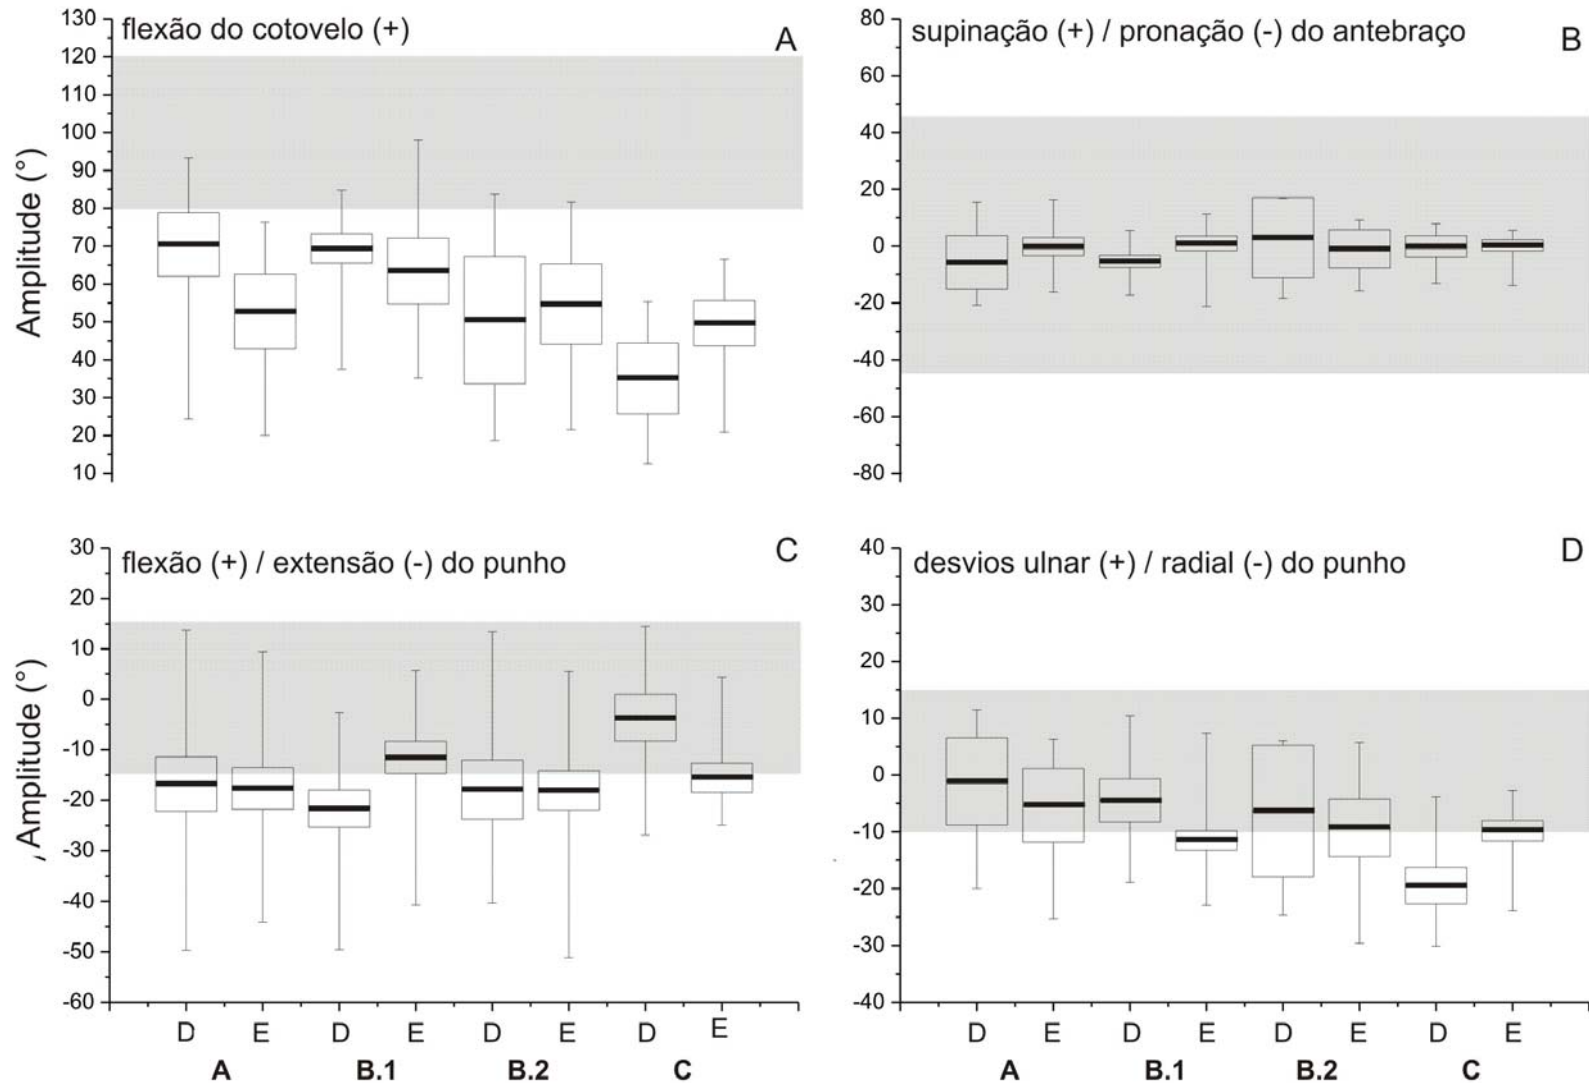 flexão do cotovelo (+)
A
130
120
110
100
90
80
70
60
50
40
30
20
10
Amplitude (°)
supinação (+) / pronação (-) do antebraço
B
80
60
40
20
0
-20
-40
-60
-80
flexão (+) / extensão (-) do punho
C
30
20
10
0
-10
-20
-30
-40
-50
-60
Amplitude (°)
D E D E D E D E
A B.1 B.2 C
desvios ulnar (+) / radial (-) do punho
D
40
30
20
10
0
-10
-20
-30
-40
D E D E D E D E
A B.1 B.2 C